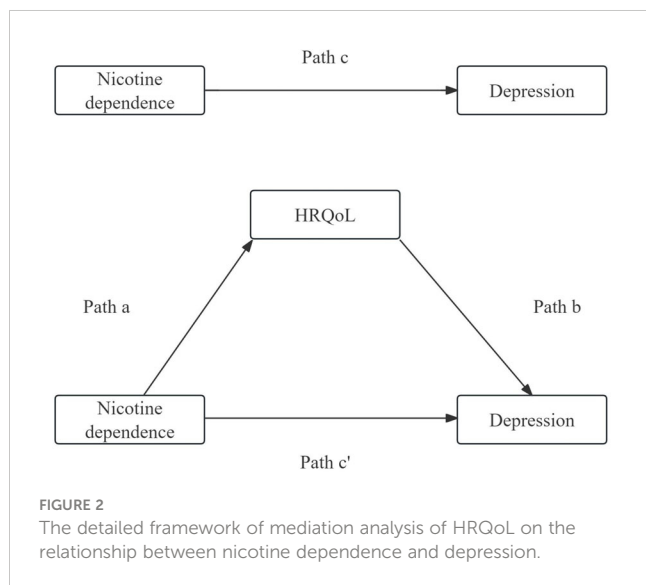 Path c
Nicotine
dependence
Depression
HRQoL
Path a
Path b
Nicotine
dependence
Depression
Path c'
FIGURE 2
The detailed framework of mediation analysis of HRQoL on the
relationship between nicotine dependence and depression.